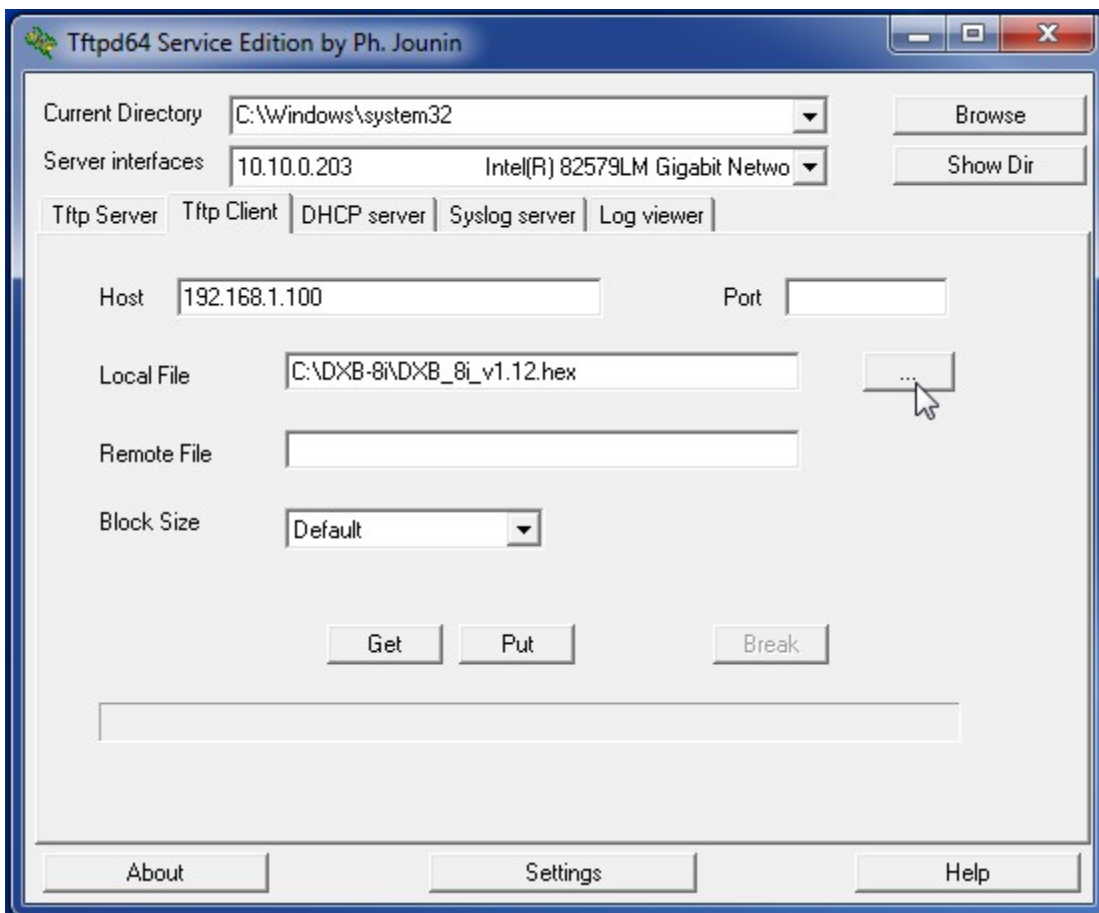 Tftpd64 Service Edition by Ph. Jounin
Current Directory C:\Windows\system32 Browse
Server interfaces 10.10.0.203 Intel(R) 82579LM Gigabit Netwo Show Dir
Tftp Server Tftp Client DHCP server Syslog server Log viewer
Host 192.168.1.100 Port
Local File C:\DXB-8i\DXB_8i_v1.12.hex ...
Remote File
Block Size Default
Get Put Break
About Settings Help